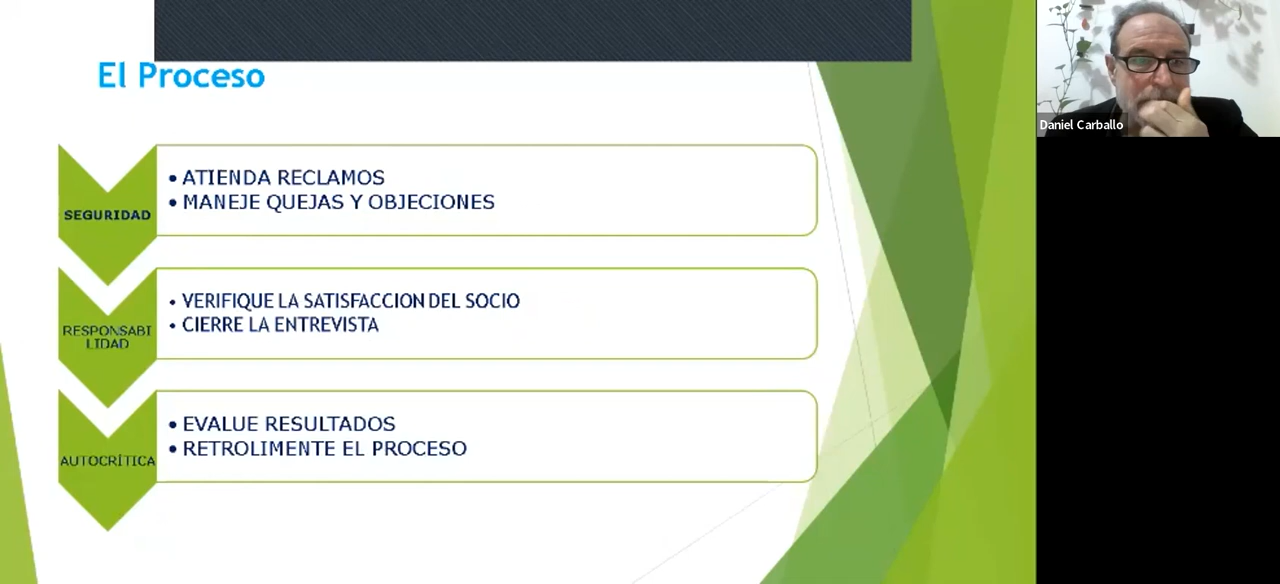 El Proceso
SEGURIDAD
• ATIENDA RECLAMOS
• MANEJE QUEJAS Y OBJECIONES
RESPONSABI
LIDAD
• VERIFIQUE LA SATISFACCION DEL SOCIO
• CIERRE LA ENTREVISTA
AUTOCRÍTICA
• EVALUE RESULTADOS
• RETROLIMENTE EL PROCESO
Daniel Carballo